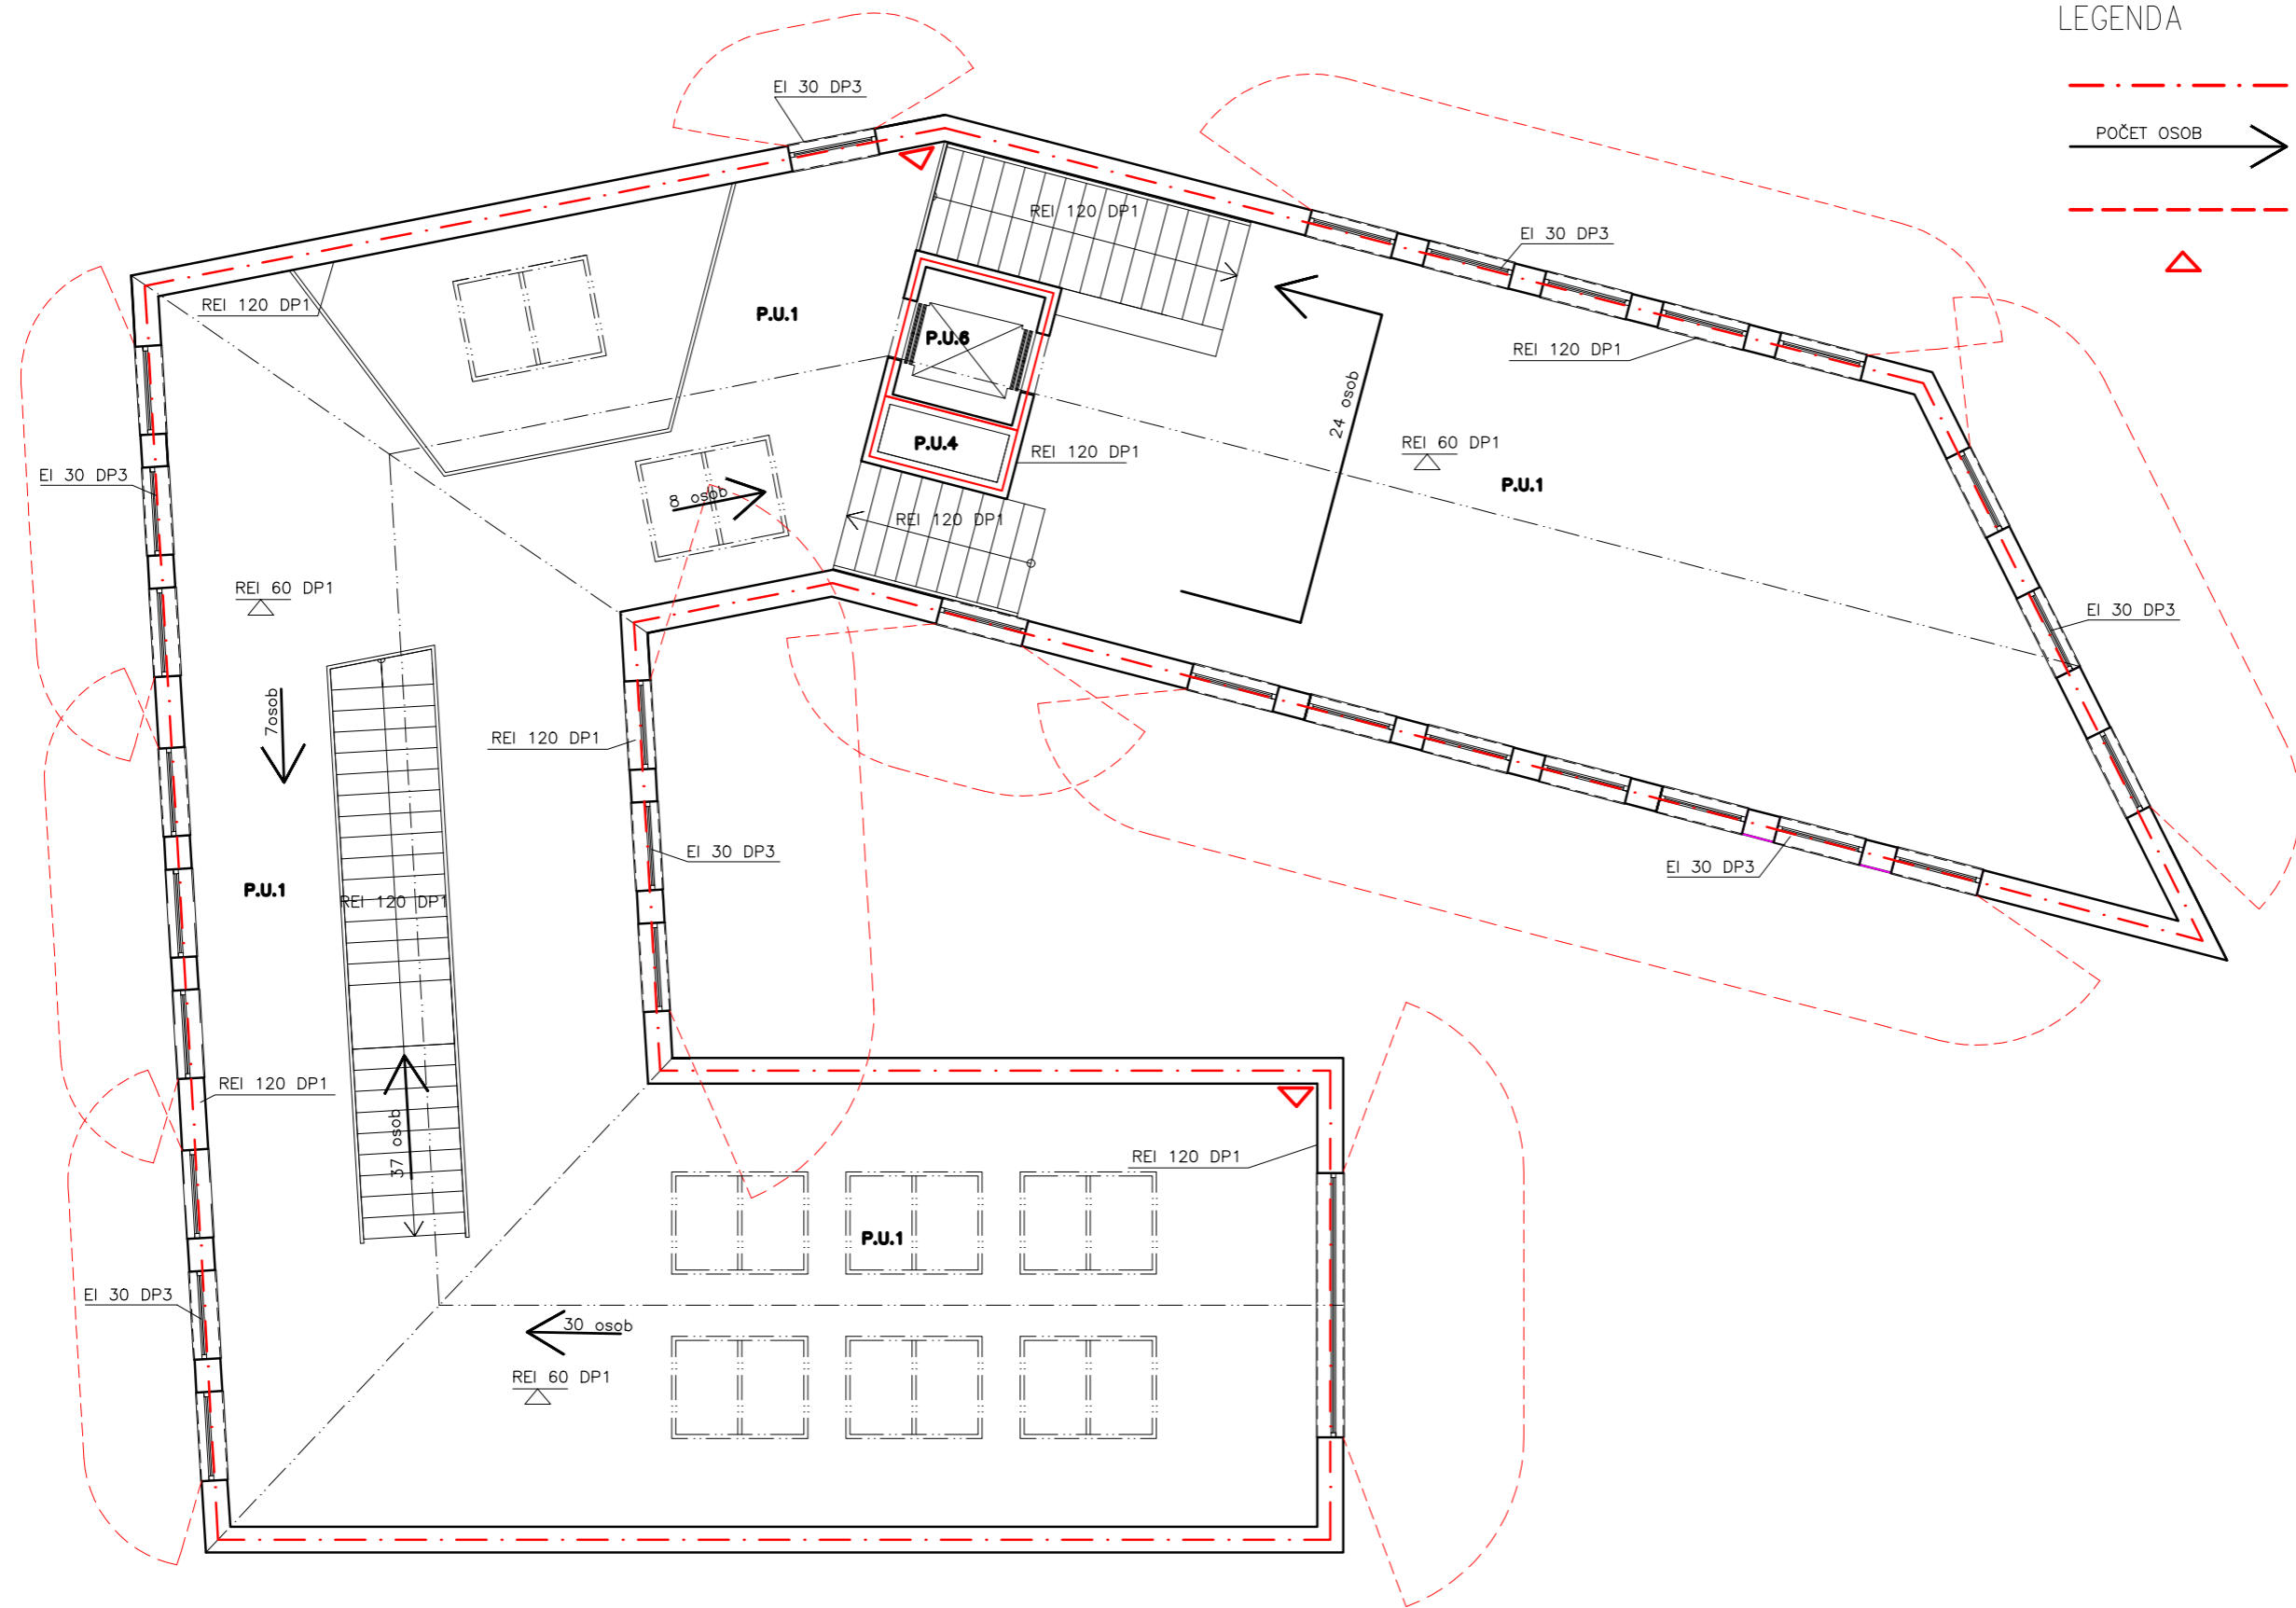 LEGENDA
EI 30 DP3
POČET OSOB
REI 120 DP1
EI 30 DP3
REI 120 DP1
P.U.1
P.U.6
REI 120 DP1
24 osob
P.U.4
REI 120 DP1
REI 60 DP1
P.U.1
EI 30 DP3
8 osob
REI 120 DP1
REI 60 DP1
EI 30 DP3
7osob
REI 120 DP1
EI 30 DP3
EI 30 DP3
P.U.1
REI 120 DP1
REI 120 DP1
37 osob
REI 120 DP1
P.U.1
EI 30 DP3
30 osob
REI 60 DP1